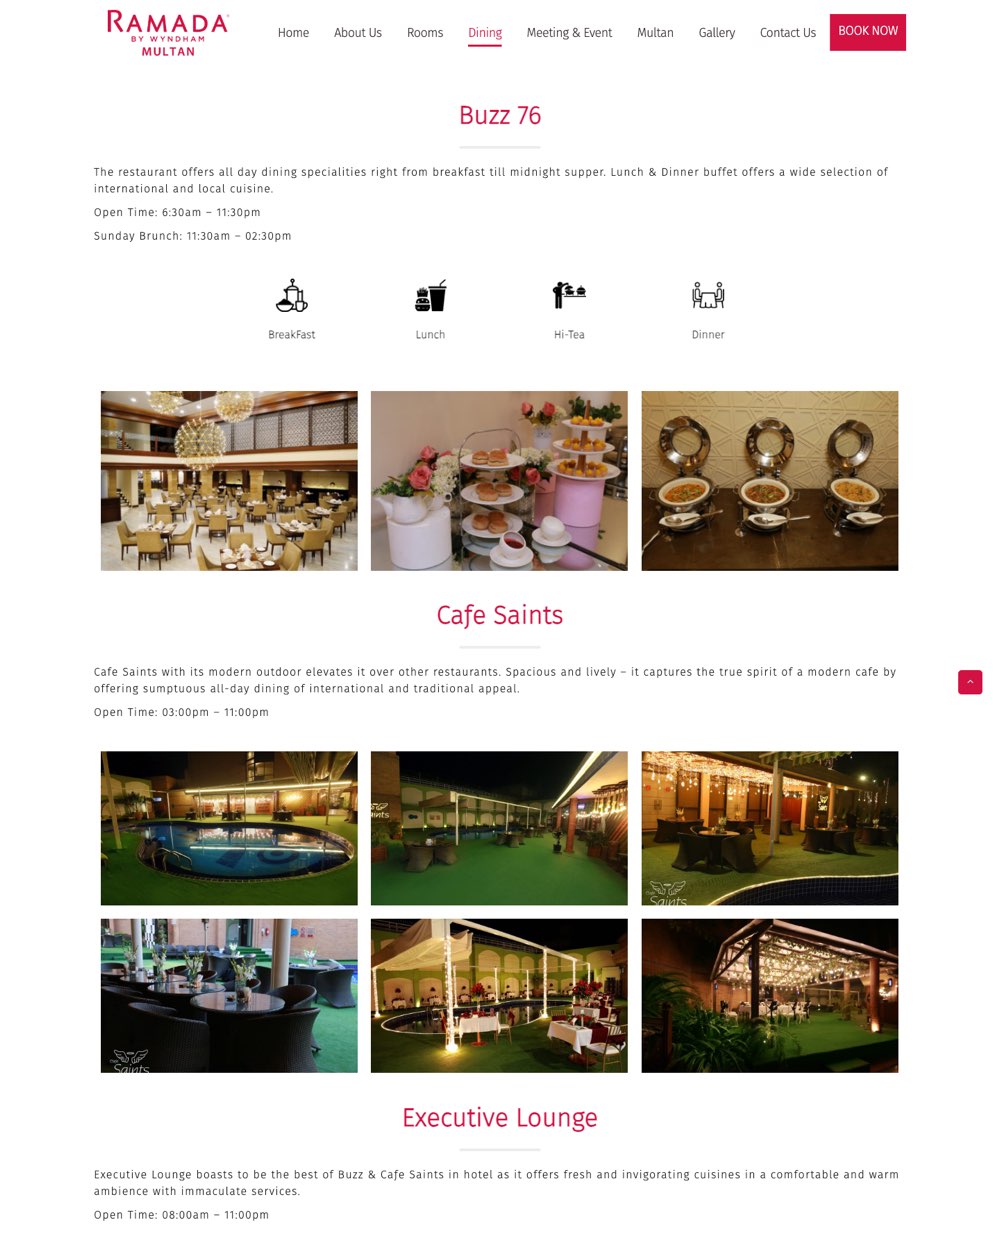 RAMADA
BY WYNDHAM
MULTAN
Home
About Us
Rooms
Dining
Meeting & Event
Multan
Gallery
Contact Us
BOOK NOW
Buzz 76
The restaurant offers all day dining specialities right from breakfast till midnight supper. Lunch & Dinner buffet offers a wide selection of
international and local cuisine.
Open Time: 6:30am – 11:30pm
Sunday Brunch: 11:30am – 02:30pm
BreakFast
Lunch
Hi-Tea
Dinner
Cafe Saints
Cafe Saints with its modern outdoor elevates it over other restaurants. Spacious and lively – it captures the true spirit of a modern cafe by
offering sumptuous all-day dining of international and traditional appeal.
Open Time: 03:00pm – 11:00pm
Saints
Saints
Executive Lounge
Executive Lounge boasts to be the best of Buzz & Cafe Saints in hotel as it offers fresh and invigorating cuisines in a comfortable and warm
ambience with immaculate services.
Open Time: 08:00am – 11:00pm